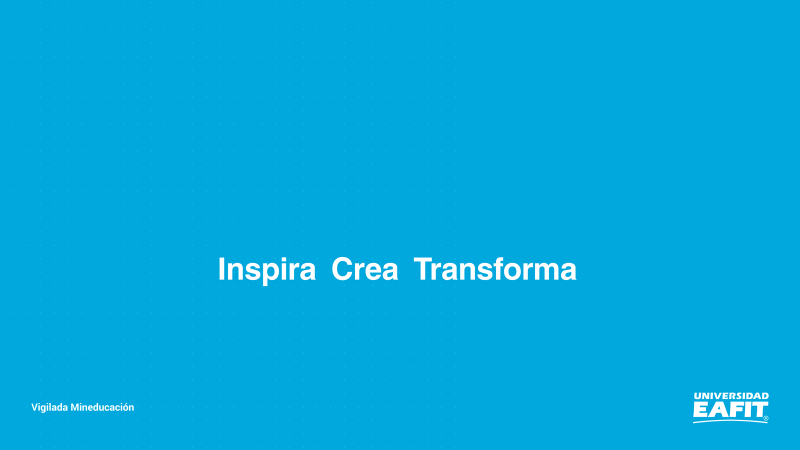 Inspira Crea Transforma
Vigilada Mineducación
UNIVERSIDAD
EAFIT®